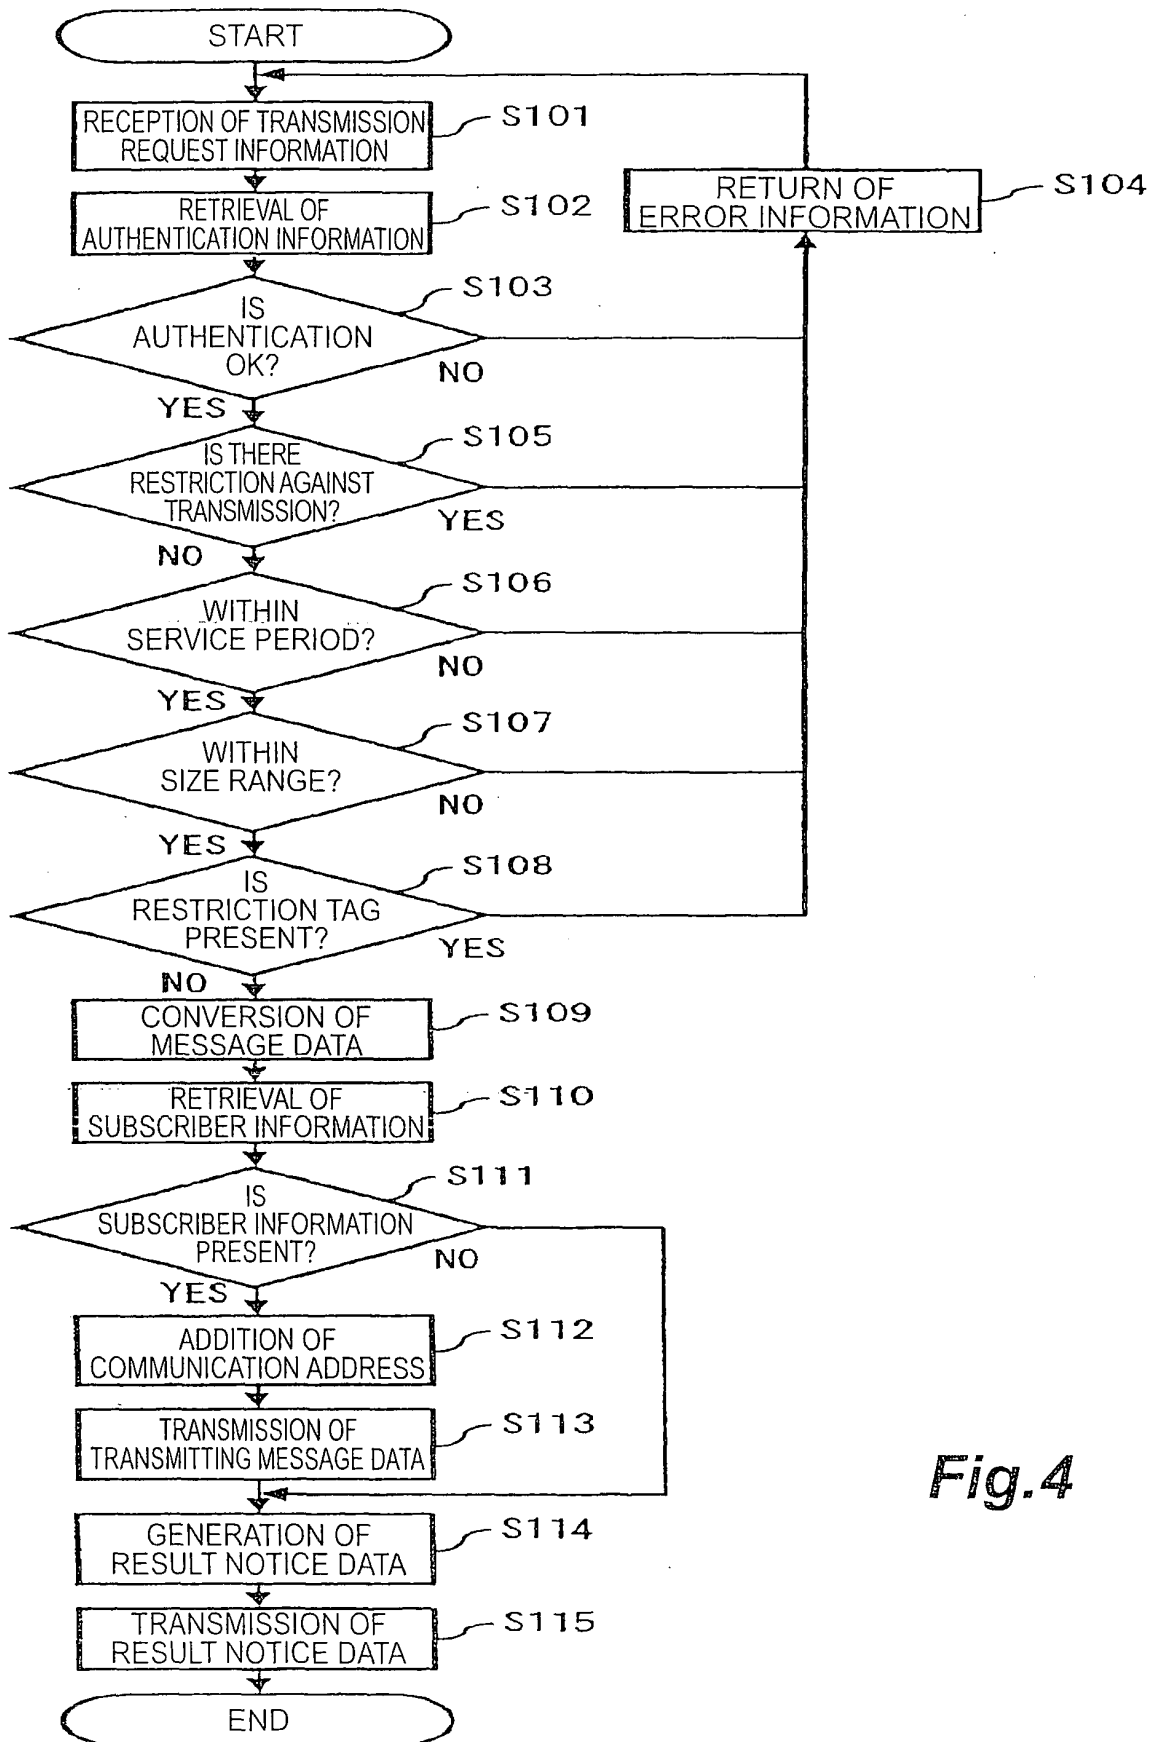 START
RECEPTION OF TRANSMISSION
REQUEST INFORMATION
S101
RETRIEVAL OF
AUTHENTICATION INFORMATION
S102
RETURN OF
ERROR INFORMATION
S104
IS
AUTHENTICATION
OK?
S103
NO
YES
IS THERE
RESTRICTION AGAINST
TRANSMISSION?
S105
YES
NO
WITHIN
SERVICE PERIOD?
S106
NO
YES
WITHIN
SIZE RANGE?
S107
NO
YES
IS
RESTRICTION TAG
PRESENT?
S108
YES
NO
CONVERSION OF
MESSAGE DATA
S109
RETRIEVAL OF
SUBSCRIBER INFORMATION
S110
IS
SUBSCRIBER INFORMATION
PRESENT?
S111
NO
YES
ADDITION OF
COMMUNICATION ADDRESS
S112
TRANSMISSION OF
TRANSMITTING MESSAGE DATA
S113
GENERATION OF
RESULT NOTICE DATA
S114
TRANSMISSION OF
RESULT NOTICE DATA
S115
END
Fig.4